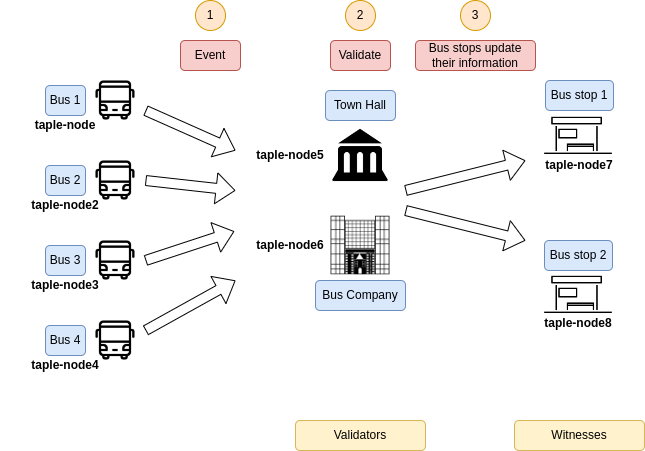 1
2
3
Event
Validate
Bus stops update
their information
Bus 1
taple-node
Bus 2
taple-node2
Bus 3
taple-node3
Bus 4
taple-node4
Town Hall
taple-node5
taple-node6
Bus Company
Bus stop 1
taple-node7
Bus stop 2
taple-node8
Validators
Witnesses